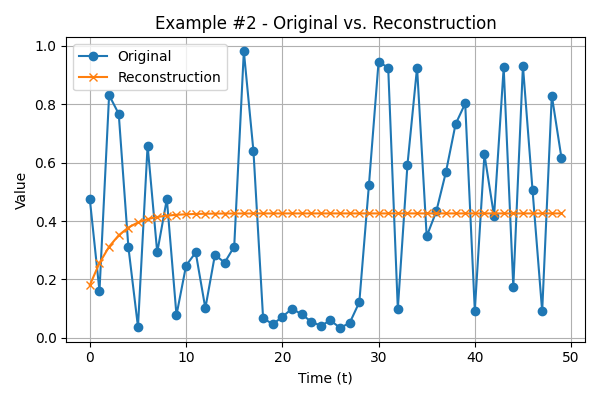 Example #2 - Original vs. Reconstruction
Original
Reconstruction
Value
1.0
0.8
0.6
0.4
0.2
0.0
0 10 20 30 40 50
Time (t)